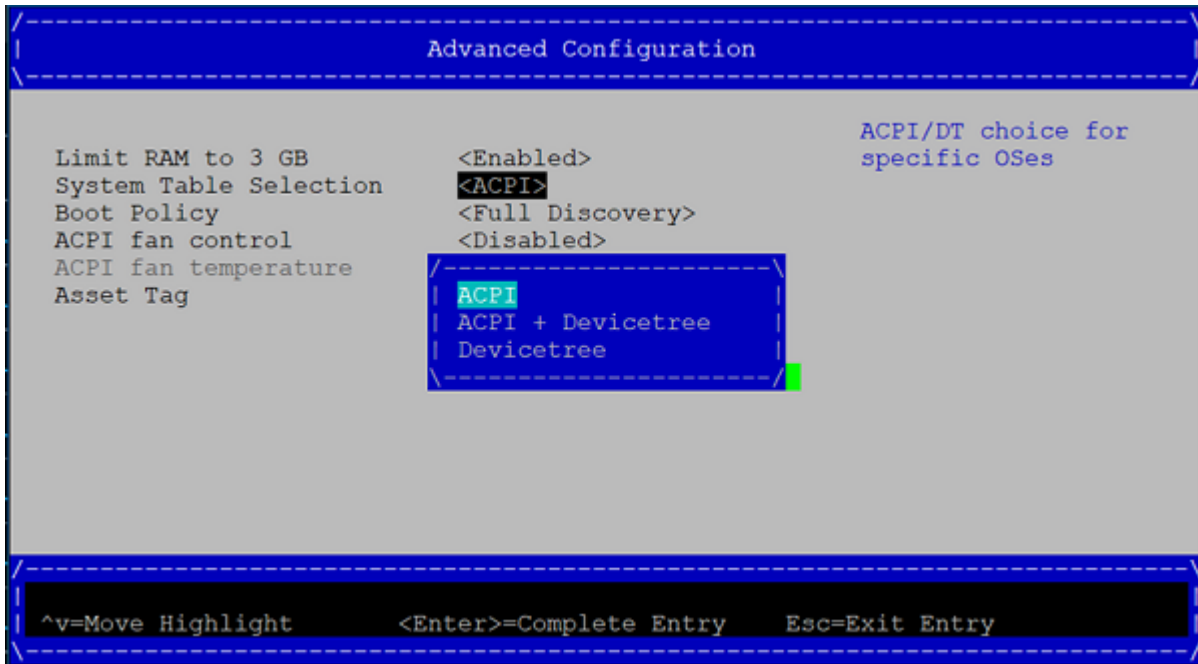 Advanced Configuration
ACPI/DT choice for
Limit RAM to 3 GB <Enabled> specific OSes
System Table Selection <ACPI>
Boot Policy <Full Discovery>
ACPI fan control <Disabled>
ACPI fan temperature
Asset Tag
ACPI
ACPI + Devicetree
Devicetree
^v=Move Highlight <Enter>=Complete Entry Esc=Exit Entry